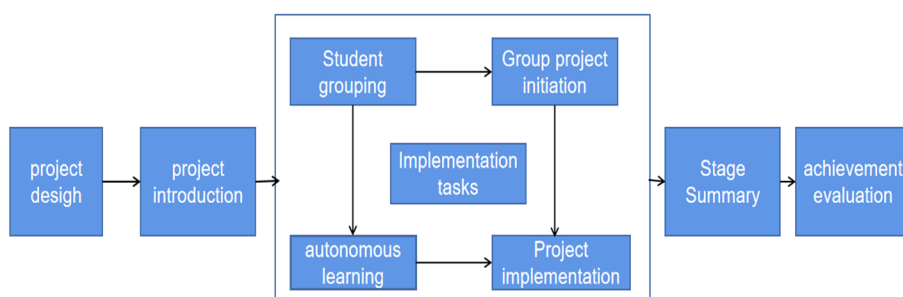 project
desigh
project
introduction
Student
grouping
Group project
initiation
Implementation
tasks
autonomous
learning
Project
implementation
Stage
Summary
achievement
evaluation